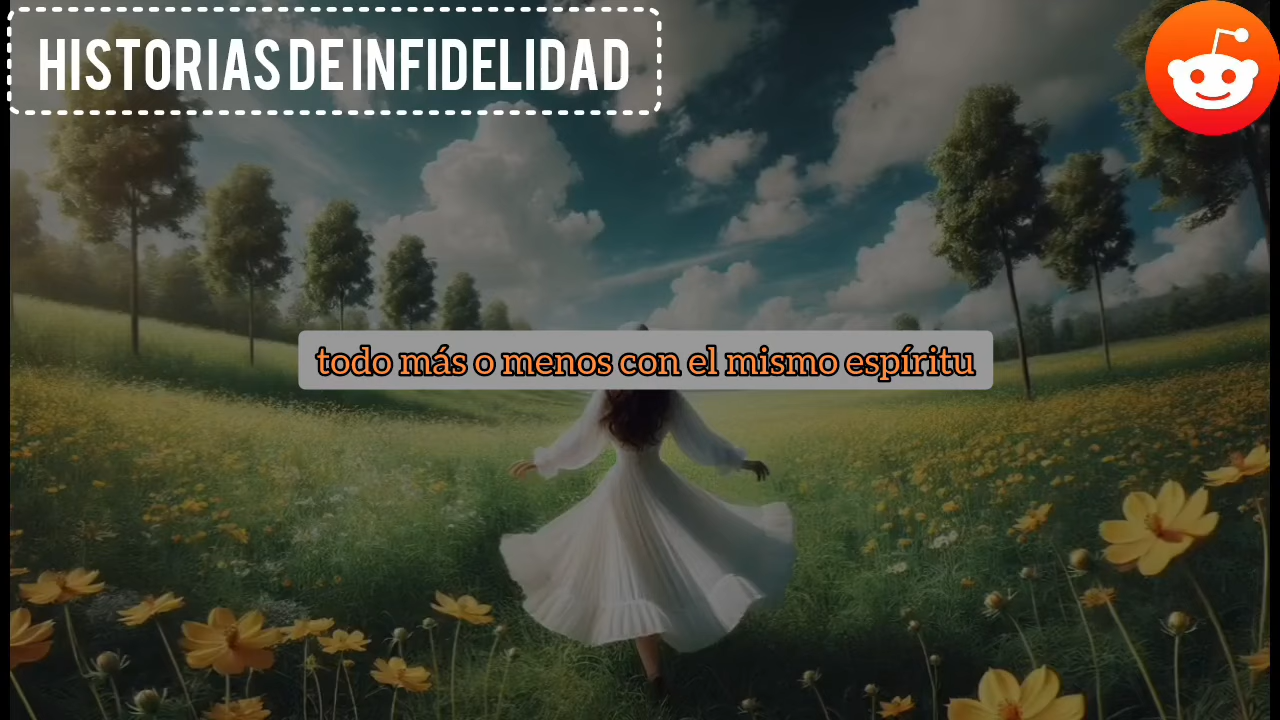 HISTORIAS DE INFIDELIDAD
todo más o menos con el mismo espíritu